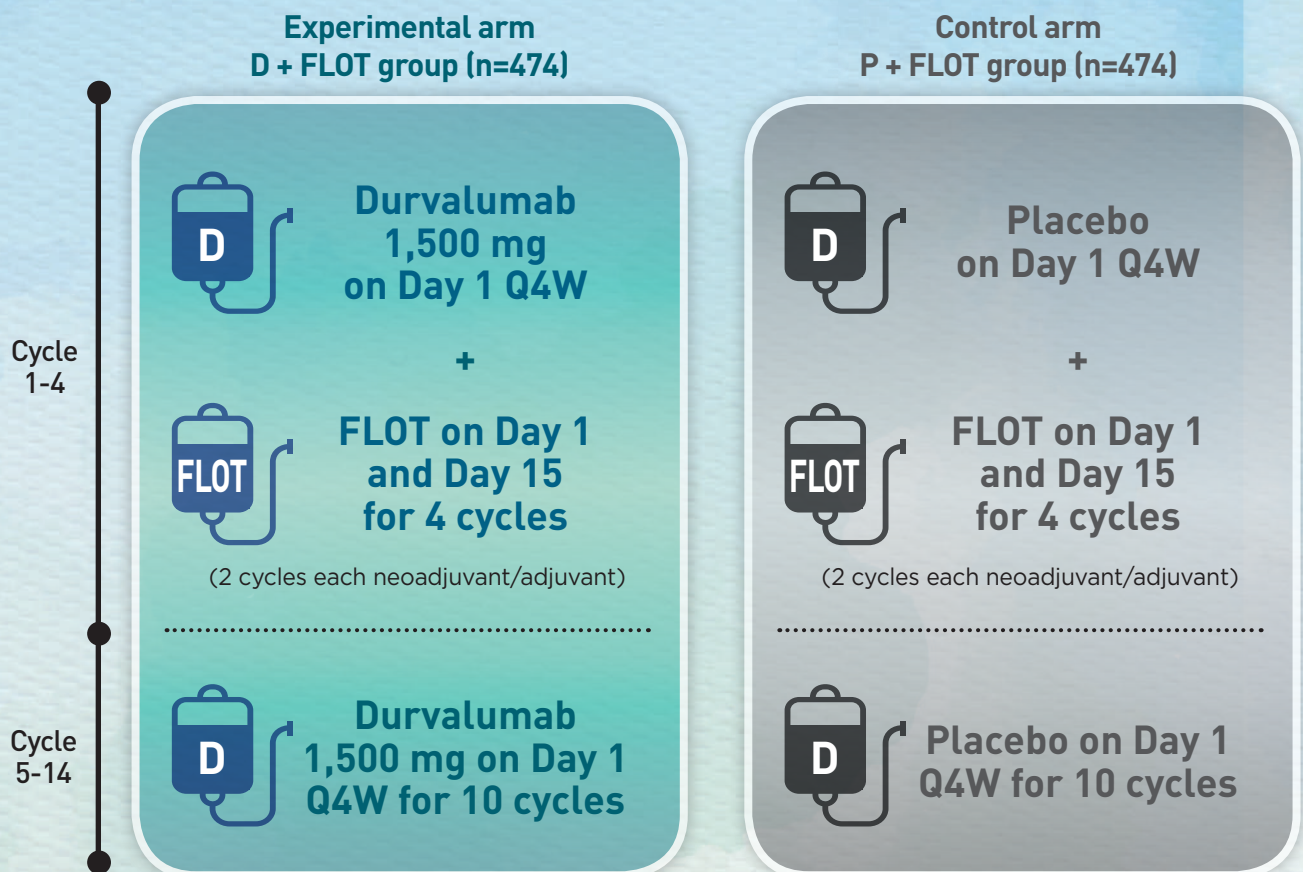 Experimental arm
D + FLOT group (n=474)
Control arm
P + FLOT group (n=474)
Cycle
1-4
D
Durvalumab
1,500 mg
on Day 1 Q4W
+
FLOT
FLOT on Day 1
and Day 15
for 4 cycles
(2 cycles each neoadjuvant/adjuvant)
D
Placebo
on Day 1 Q4W
+
FLOT
FLOT on Day 1
and Day 15
for 4 cycles
(2 cycles each neoadjuvant/adjuvant)
Cycle
5-14
D
Durvalumab
1,500 mg on Day 1
Q4W for 10 cycles
D
Placebo on Day 1
Q4W for 10 cycles